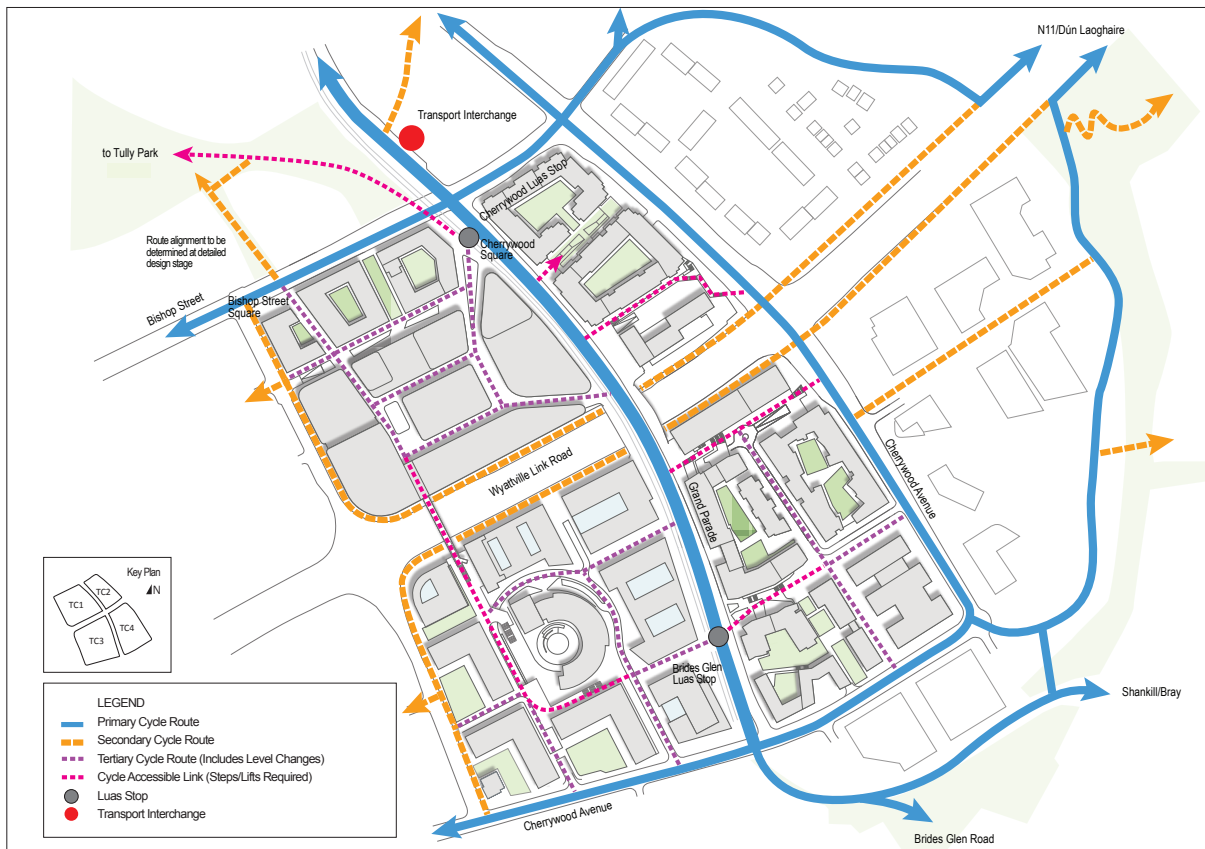 N11/Dún Laoghaire
Transport Interchange
to Tully Park
Cherrywood Luas Stop
Cherrywood
Square
Route alignment to be
determined at detailed
design stage
Bishop Street
Bishop Street
Square
Wyattville Link Road
Grand Parade
Cherrywood Avenue
Key Plan
N
TC1
TC2
TC3
TC4
Brides Glen
Luas Stop
Shankill/Bray
LEGEND
Primary Cycle Route
Secondary Cycle Route
Tertiary Cycle Route (Includes Level Changes)
Cycle Accessible Link (Steps/Lifts Required)
Luas Stop
Transport Interchange
Cherrywood Avenue
Brides Glen Road